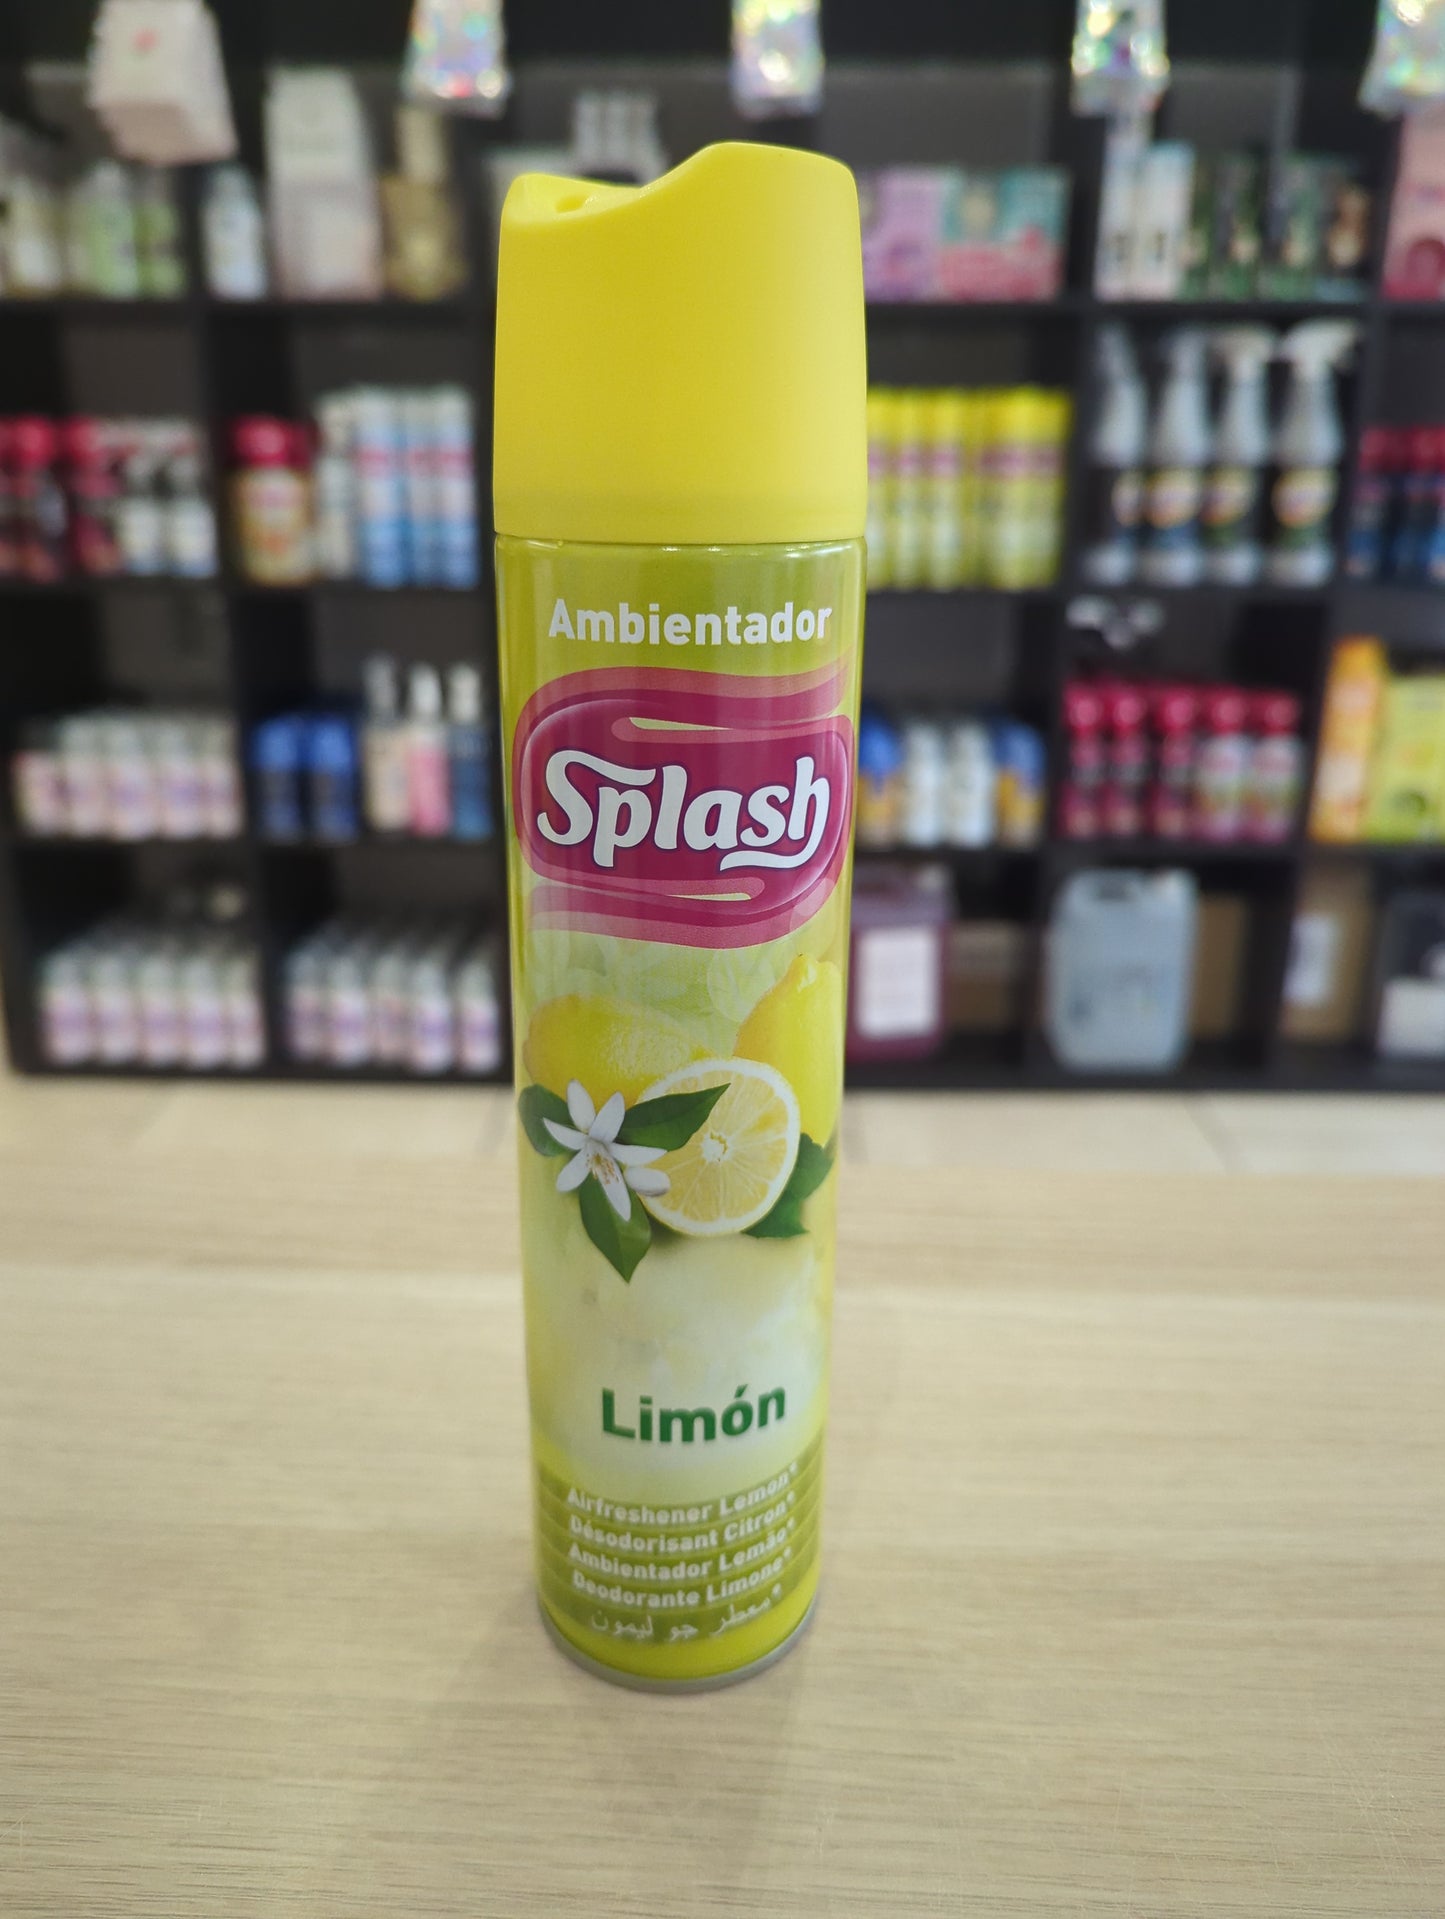 Ambientador
Splash
Limón
Airfreshener Lemon
Désodorisant Citron
Ambientador Lemão
Deodorante Limone
معطر جو ليمون